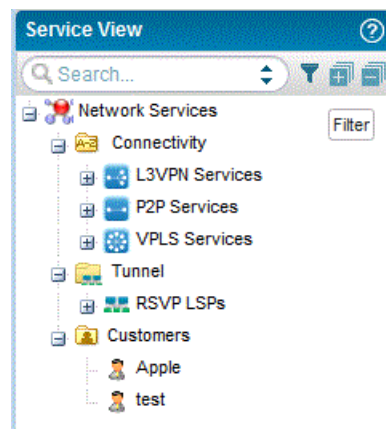 Service View
Search...
Network Services
Filter
Connectivity
L3VPN Services
P2P Services
VPLS Services
Tunnel
RSVP LSPs
Customers
Apple
test